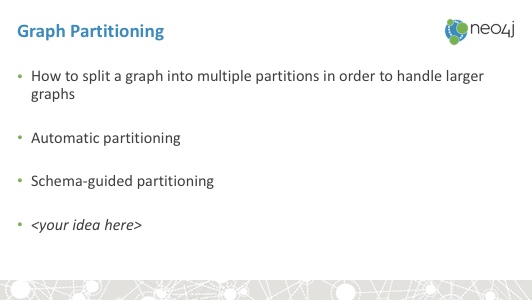 Graph Partitioning
neo4j
• How to split a graph into multiple partitions in order to handle larger
graphs
• Automatic partitioning
• Schema-guided partitioning
• <your idea here>